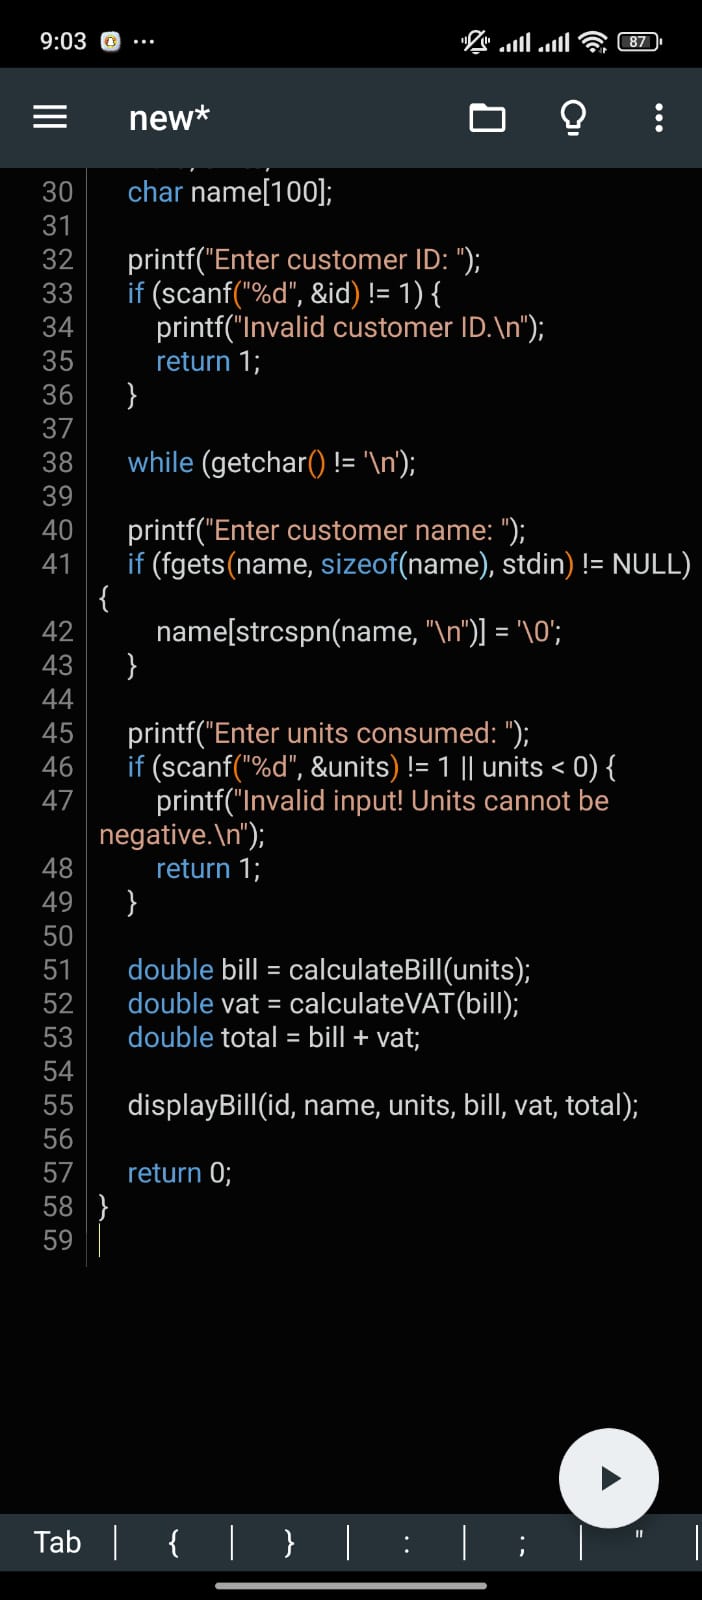 9:03 ...
87
new*
30 char name[100];
31
32 printf("Enter customer ID: ");
33 if (scanf("%d", &id) != 1) {
34 printf("Invalid customer ID.\n");
35 return 1;
36 }
37
38 while (getchar() != '\n');
39
40 printf("Enter customer name: ");
41 if (fgets(name, sizeof(name), stdin) != NULL)
{
42 name[strcspn(name, "\n")] = '\0';
43 }
44
45 printf("Enter units consumed: ");
46 if (scanf("%d", &units) != 1 || units < 0) {
47 printf("Invalid input! Units cannot be
negative.\n");
48 return 1;
49 }
50
51 double bill = calculateBill(units);
52 double vat = calculateVAT(bill);
53 double total = bill + vat;
54
55 displayBill(id, name, units, bill, vat, total);
56
57 return 0;
58 }
59
Tab | { | } | : | ; | " |